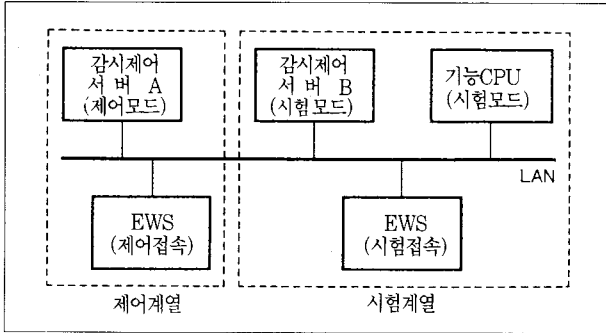 감시제어
서 버 A
(제어모드)
감시제어
서 버 B
(시험모드)
기능CPU
(시험모드)
LAN
EWS
(제어접속)
EWS
(시험접속)
제어계열
시험계열